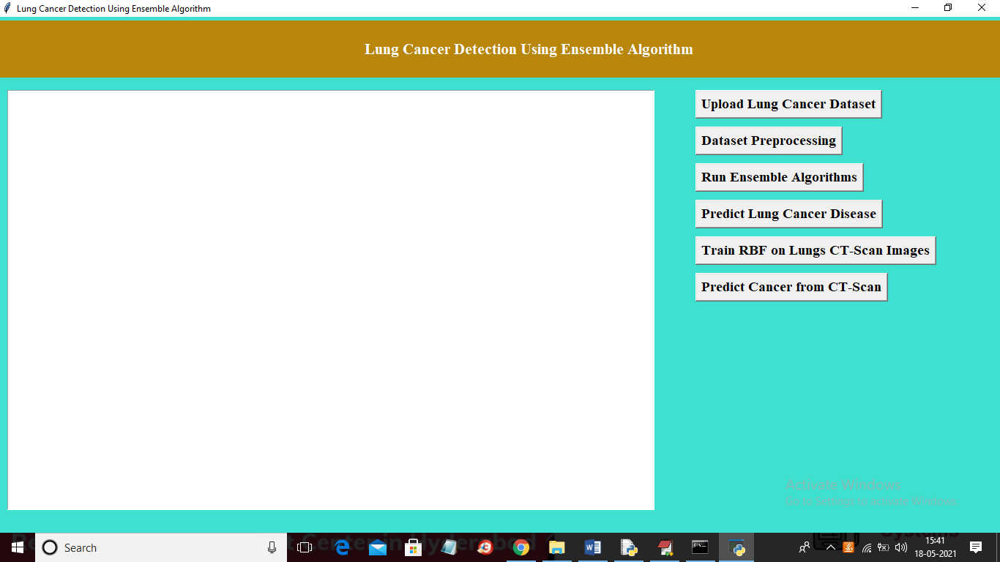 Lung Cancer Detection Using Ensemble Algorithm
Lung Cancer Detection Using Ensemble Algorithm
Upload Lung Cancer Dataset
Dataset Preprocessing
Run Ensemble Algorithms
Predict Lung Cancer Disease
Train RBF on Lungs CT-Scan Images
Predict Cancer from CT-Scan
Activate Windows
Go to Settings to activate Windows.
Systems
Search
15:41
18-05-2021